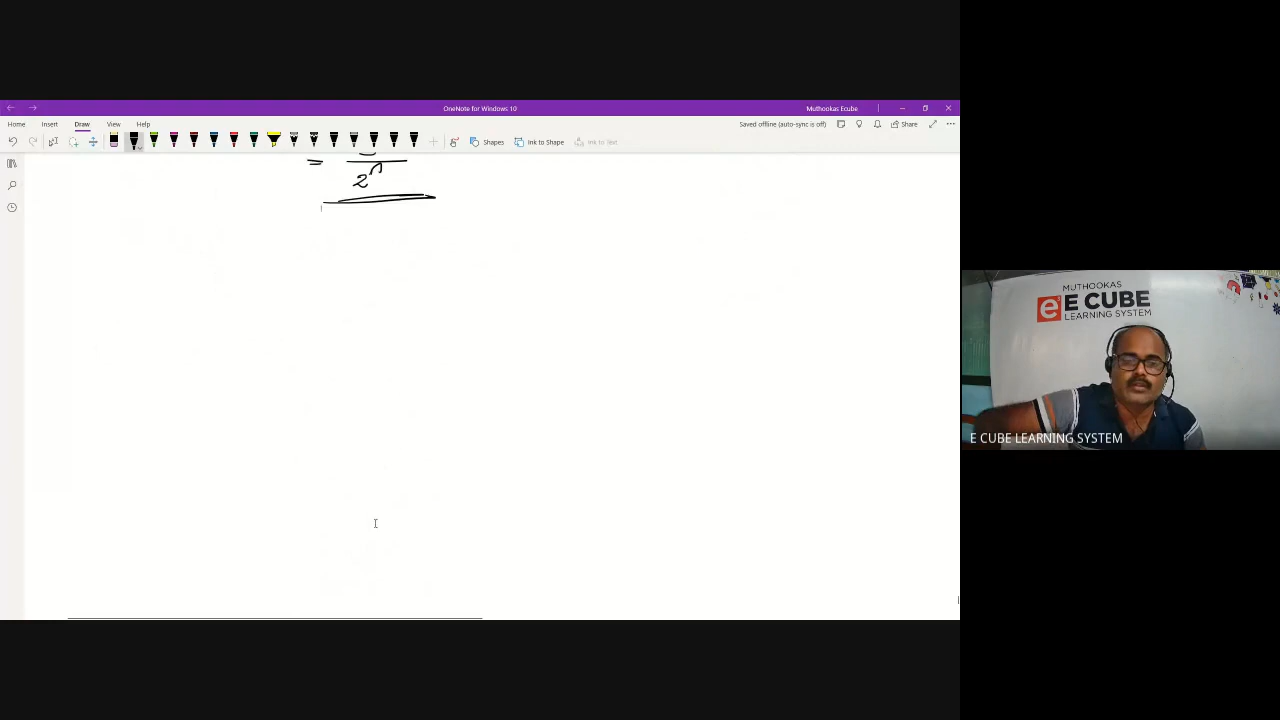 OneNote for Windows 10
Muthookas Ecube
Home Insert Draw View Help
Saved offline (auto-sync is off)
Share
Shapes
Ink to Shape
Ink to Text
=
2^n
MUTHOOKAS
e E CUBE
LEARNING SYSTEM
E CUBE LEARNING SYSTEM